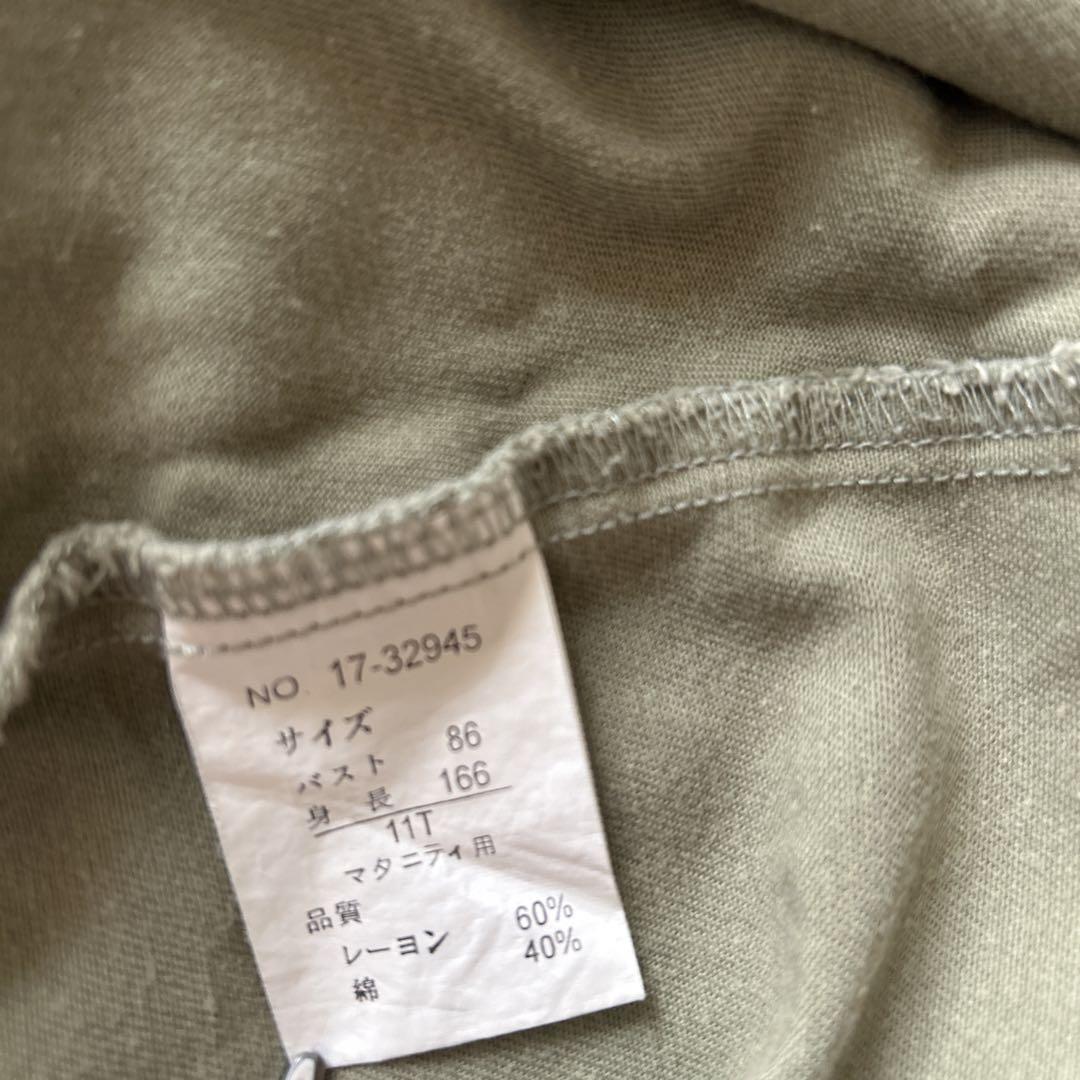 NO. 17-32945
サイズ
バスト 86
身長 166
11T
マタニティ用
品質
レーヨン 60%
綿 40%